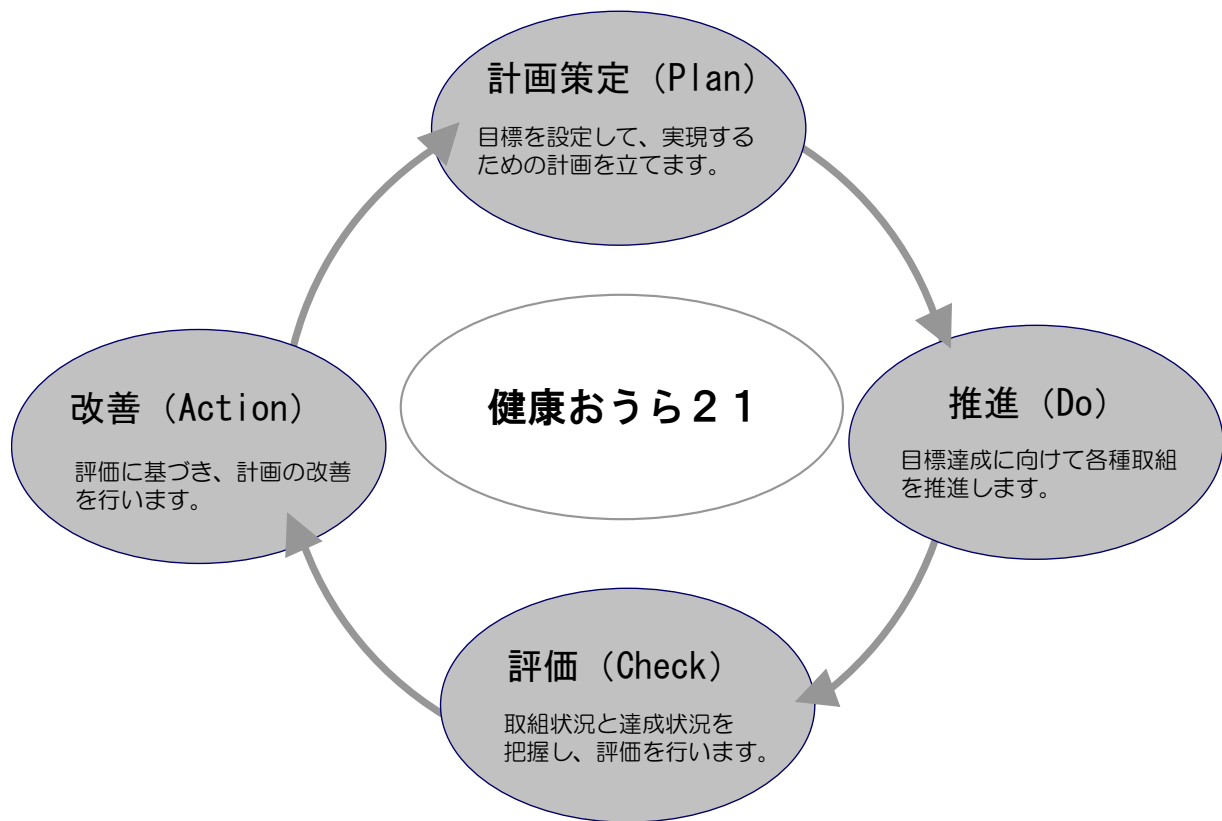 計画策定（Plan）
目標を設定して、実現する
ための計画を立てます。
改善（Action）
評価に基づき、計画の改善
を行います。
健康おうら２１
推進（Do）
目標達成に向けて各種取組
を推進します。
評価（Check）
取組状況と達成状況を
把握し、評価を行います。